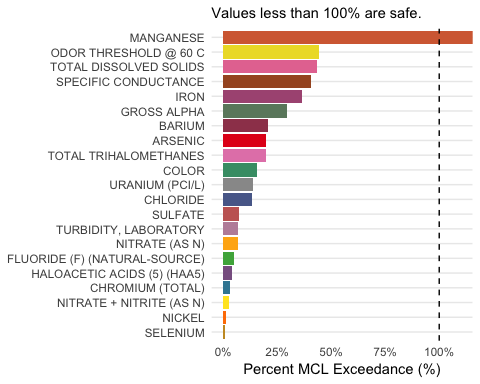 Values less than 100% are safe.
MANGANESE
ODOR THRESHOLD @ 60 C
TOTAL DISSOLVED SOLIDS
SPECIFIC CONDUCTANCE
IRON
GROSS ALPHA
BARIUM
ARSENIC
TOTAL TRIHALOMETHANES
COLOR
URANIUM (PCI/L)
CHLORIDE
SULFATE
TURBIDITY, LABORATORY
NITRATE (AS N)
FLUORIDE (F) (NATURAL-SOURCE)
HALOACETIC ACIDS (5) (HAA5)
CHROMIUM (TOTAL)
NITRATE + NITRITE (AS N)
NICKEL
SELENIUM
0% 25% 50% 75% 100%
Percent MCL Exceedance (%)